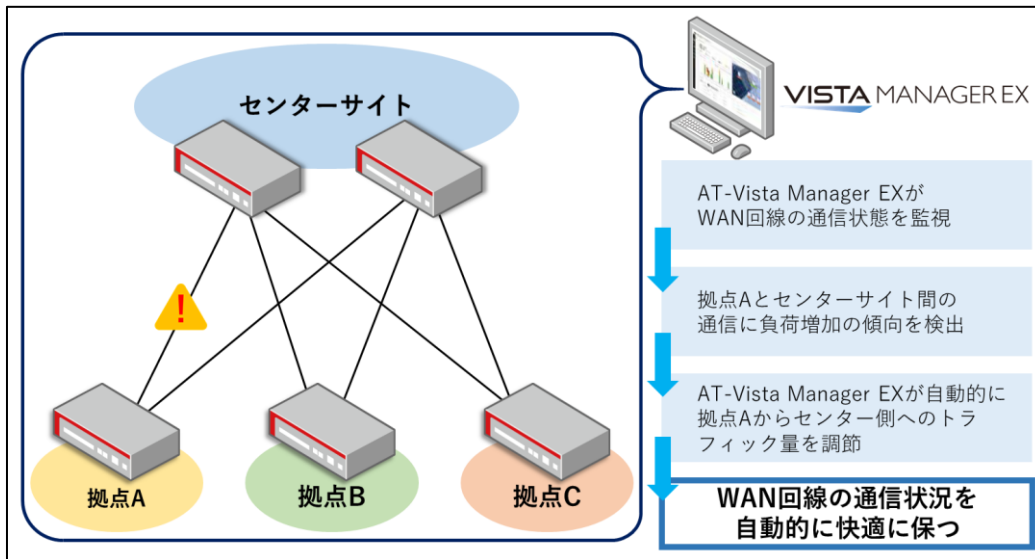 センターサイト
!
拠点A
拠点B
拠点C
VISTA MANAGER EX
AT-Vista Manager EXが
WAN回線の通信状態を監視
拠点Aとセンターサイト間の
通信に負荷増加の傾向を検出
AT-Vista Manager EXが自動的に
拠点Aからセンター側へのトラ
フィック量を調節
WAN回線の通信状況を
自動的に快適に保つ